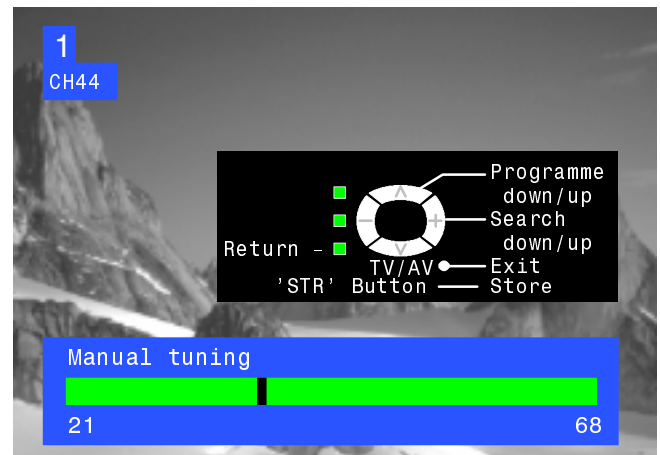 1
CH44
Programme
down/up
Search
down/up
Return –
TV/AV Exit
'STR' Button Store
Manual tuning
21 68